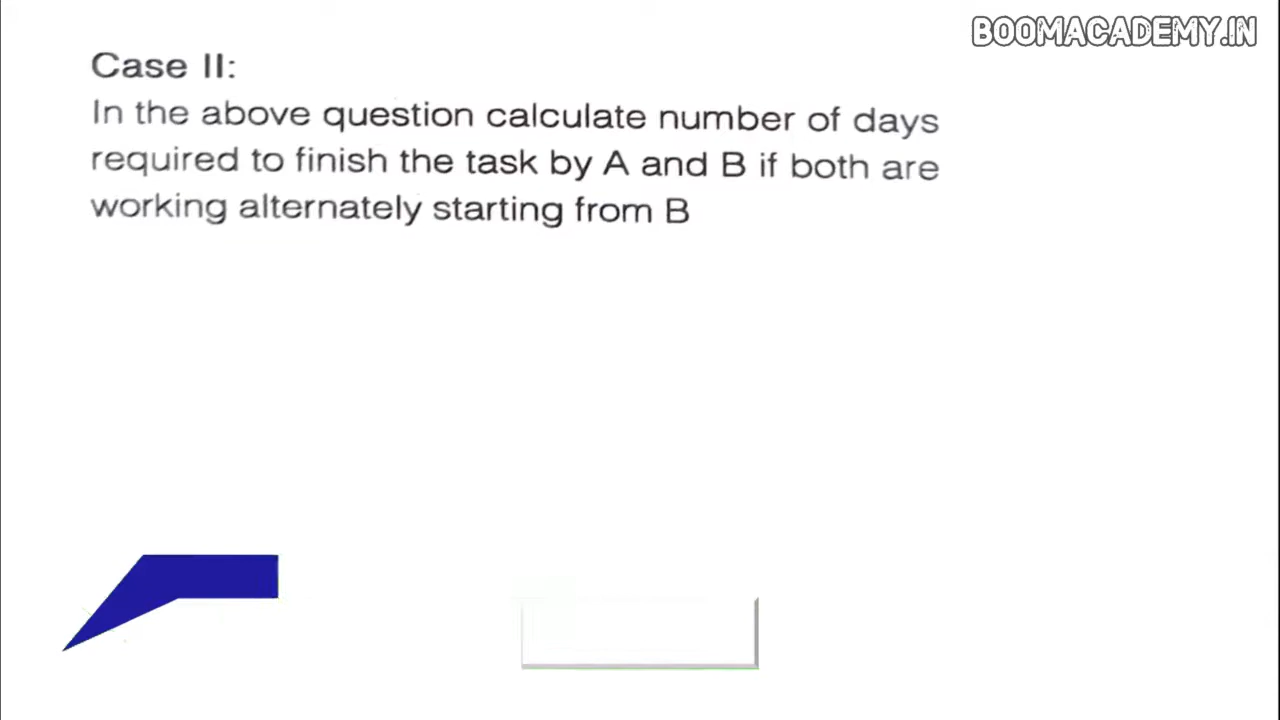 BOOMACADEMY.IN
Case II:
In the above question calculate number of days
required to finish the task by A and B if both are
working alternately starting from B